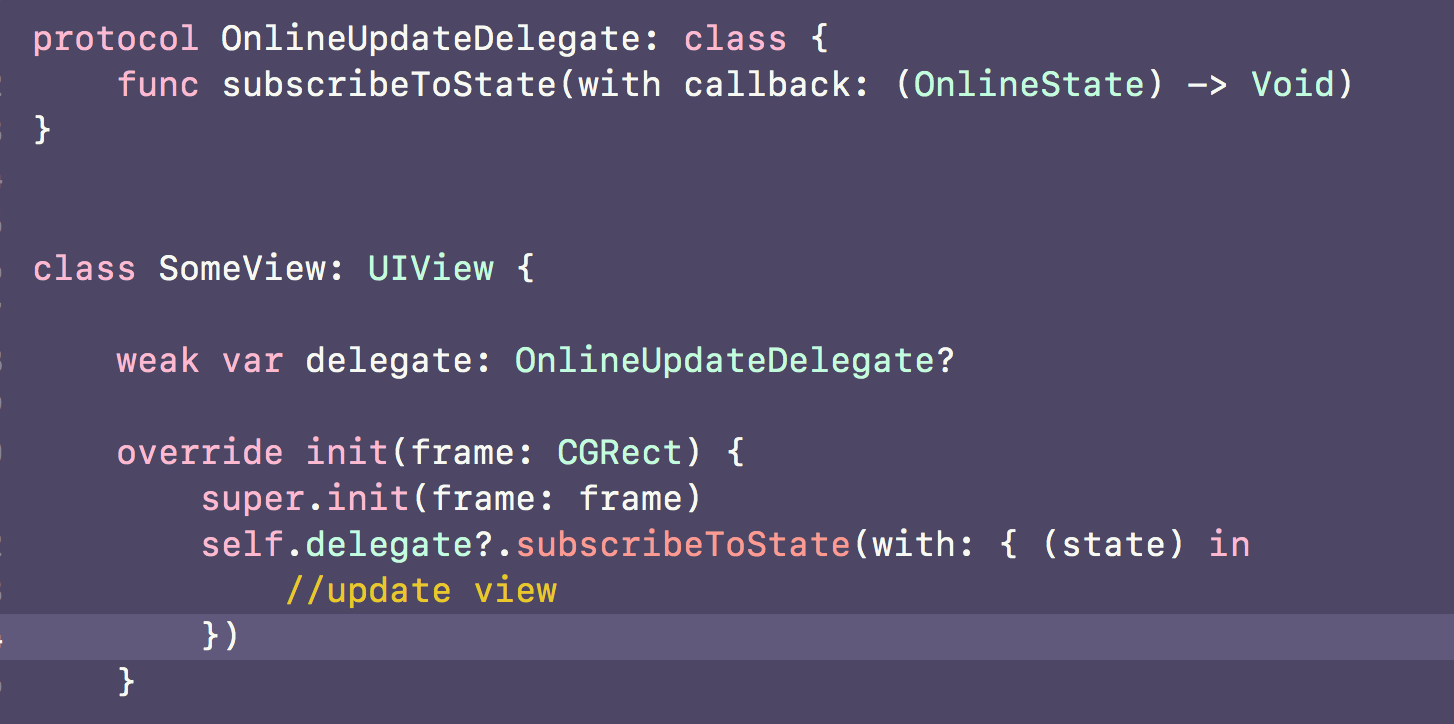 protocol OnlineUpdateDelegate: class {
    func subscribeToState(with callback: (OnlineState) -> Void)
}
class SomeView: UIView {
    weak var delegate: OnlineUpdateDelegate?
    override init(frame: CGRect) {
        super.init(frame: frame)
        self.delegate?.subscribeToState(with: { (state) in
            //update view
        })
    }